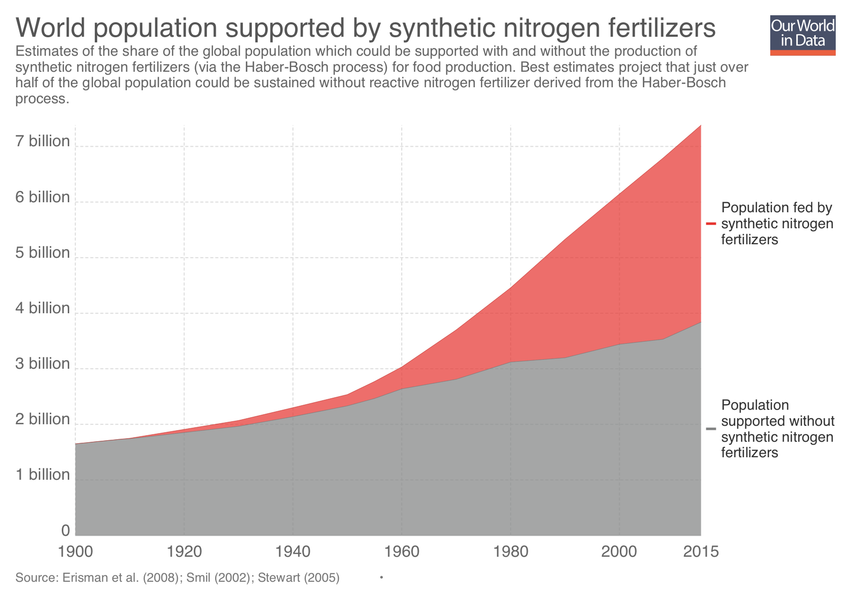 World population supported by synthetic nitrogen fertilizers
Our World
in Data
Estimates of the share of the global population which could be supported with and without the production of
synthetic nitrogen fertilizers (via the Haber-Bosch process) for food production. Best estimates project that just over
half of the global population could be sustained without reactive nitrogen fertilizer derived from the Haber-Bosch
process.
7 billion
6 billion
5 billion
4 billion
3 billion
2 billion
1 billion
0
Population fed by
synthetic nitrogen
fertilizers
Population
supported without
synthetic nitrogen
fertilizers
1900 1920 1940 1960 1980 2000 2015
Source: Erisman et al. (2008); Smil (2002); Stewart (2005) •